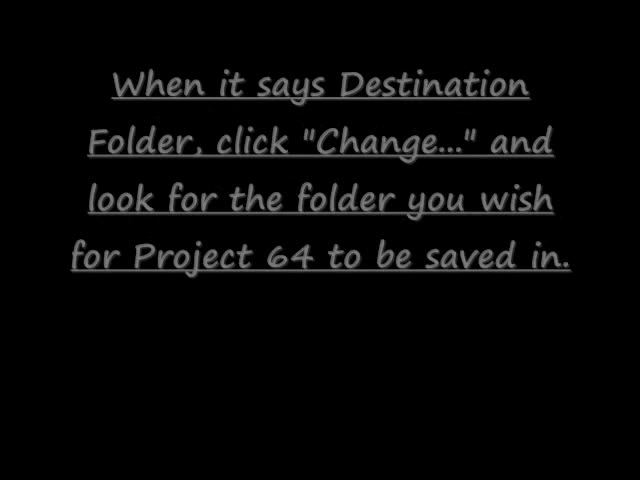 When it says Destination
Folder, click "Change..." and
look for the folder you wish
for Project 64 to be saved in.